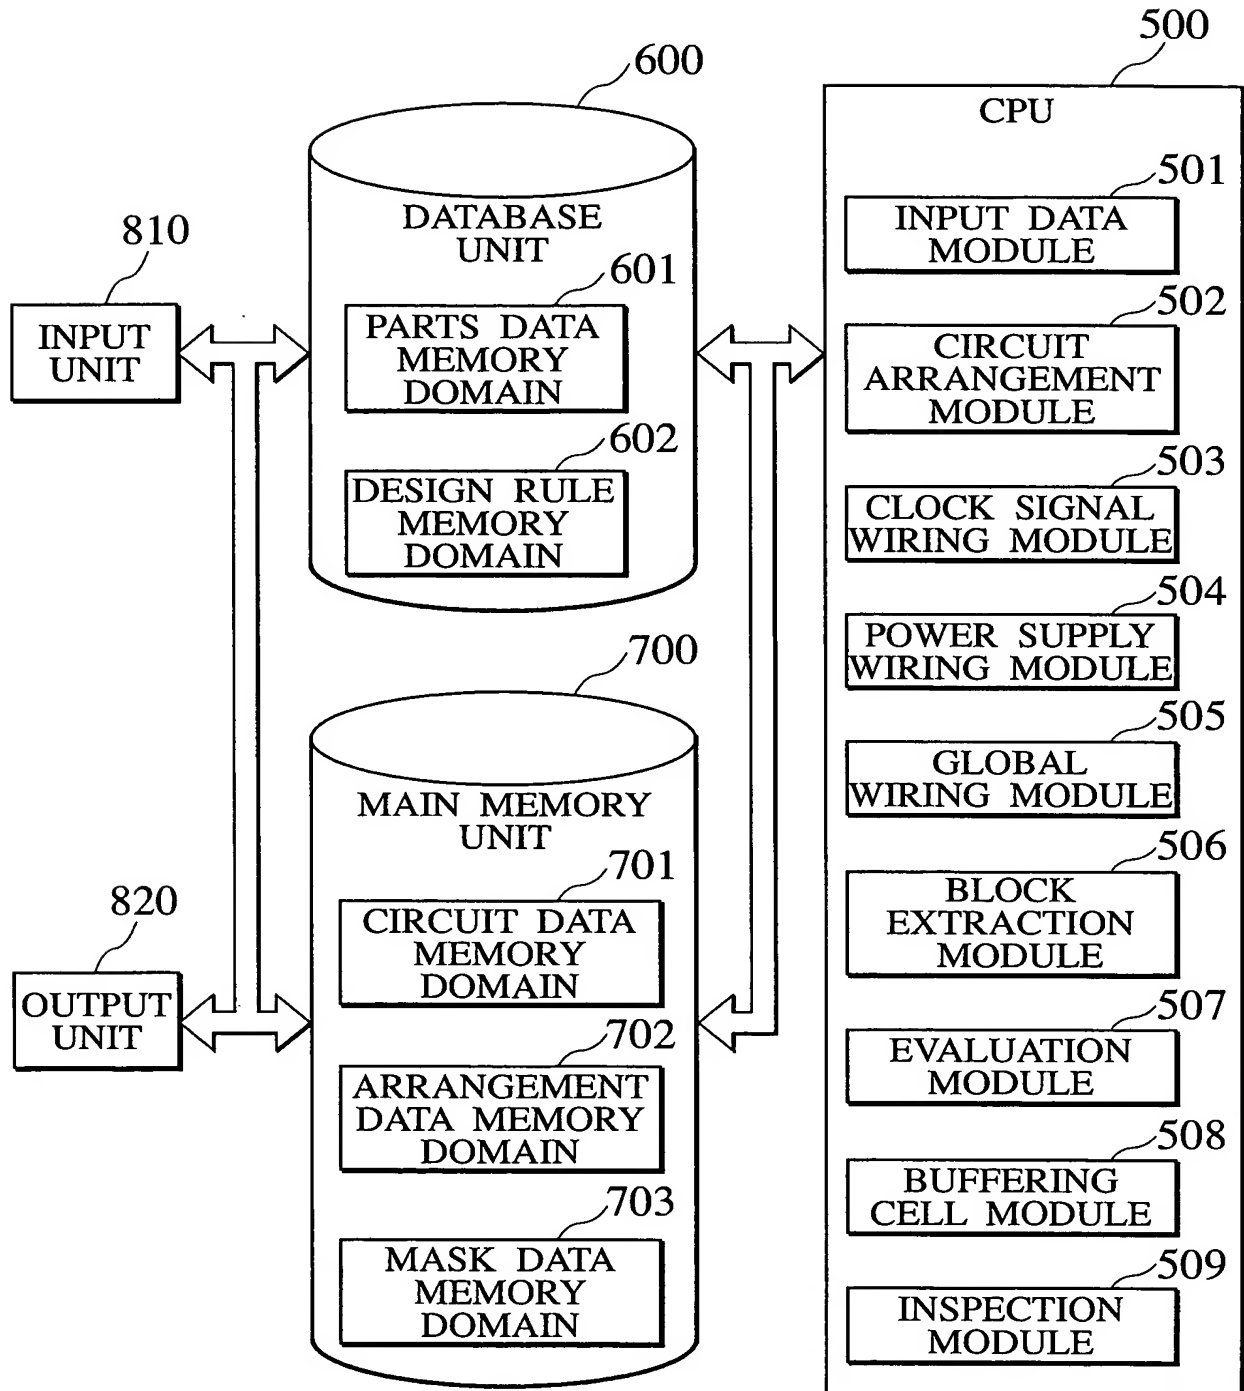 500
CPU
501
INPUT DATA
MODULE
502
CIRCUIT
ARRANGEMENT
MODULE
503
CLOCK SIGNAL
WIRING MODULE
504
POWER SUPPLY
WIRING MODULE
505
GLOBAL
WIRING MODULE
506
BLOCK
EXTRACTION
MODULE
507
EVALUATION
MODULE
508
BUFFERING
CELL MODULE
509
INSPECTION
MODULE
600
DATABASE
UNIT
601
PARTS DATA
MEMORY
DOMAIN
602
DESIGN RULE
MEMORY
DOMAIN
700
MAIN MEMORY
UNIT
701
CIRCUIT DATA
MEMORY
DOMAIN
702
ARRANGEMENT
DATA MEMORY
DOMAIN
703
MASK DATA
MEMORY
DOMAIN
810
INPUT
UNIT
820
OUTPUT
UNIT